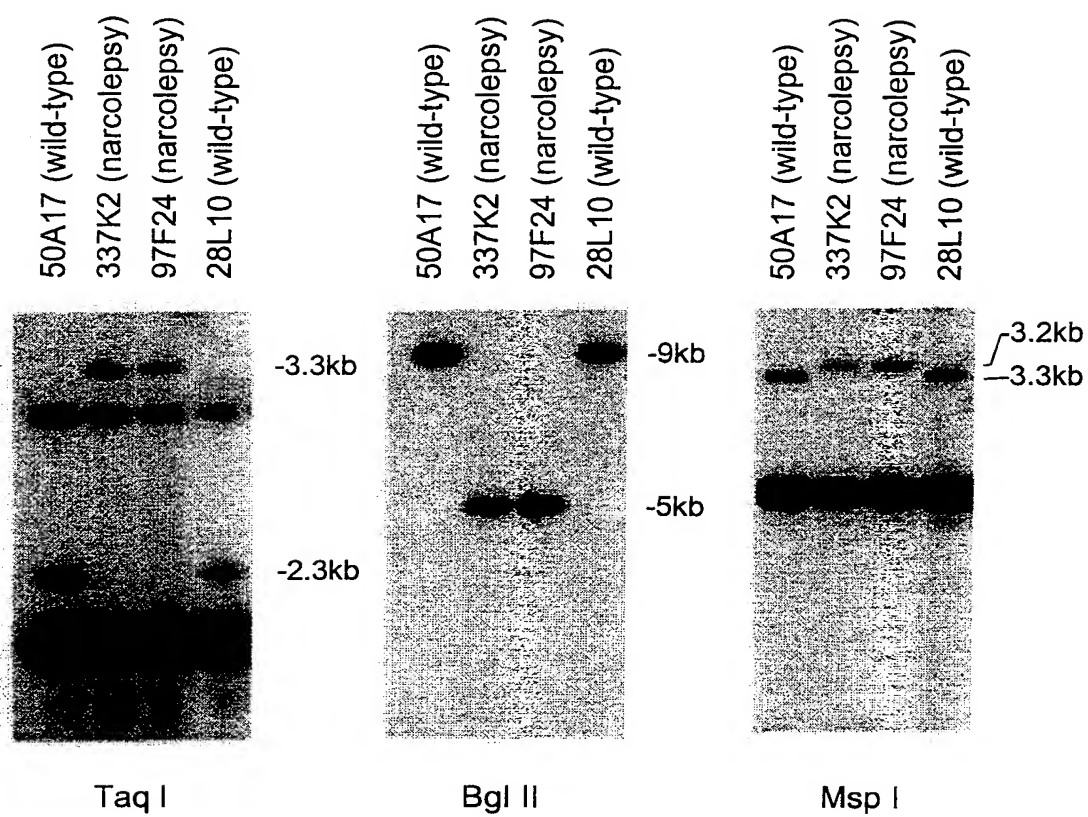 50A17 (wild-type)
337K2 (narcolepsy)
97F24 (narcolepsy)
28L10 (wild-type)
-3.3kb
-2.3kb
Taq I
50A17 (wild-type)
337K2 (narcolepsy)
97F24 (narcolepsy)
28L10 (wild-type)
-9kb
-5kb
Bgl II
50A17 (wild-type)
337K2 (narcolepsy)
97F24 (narcolepsy)
28L10 (wild-type)
-3.2kb
-3.3kb
Msp I